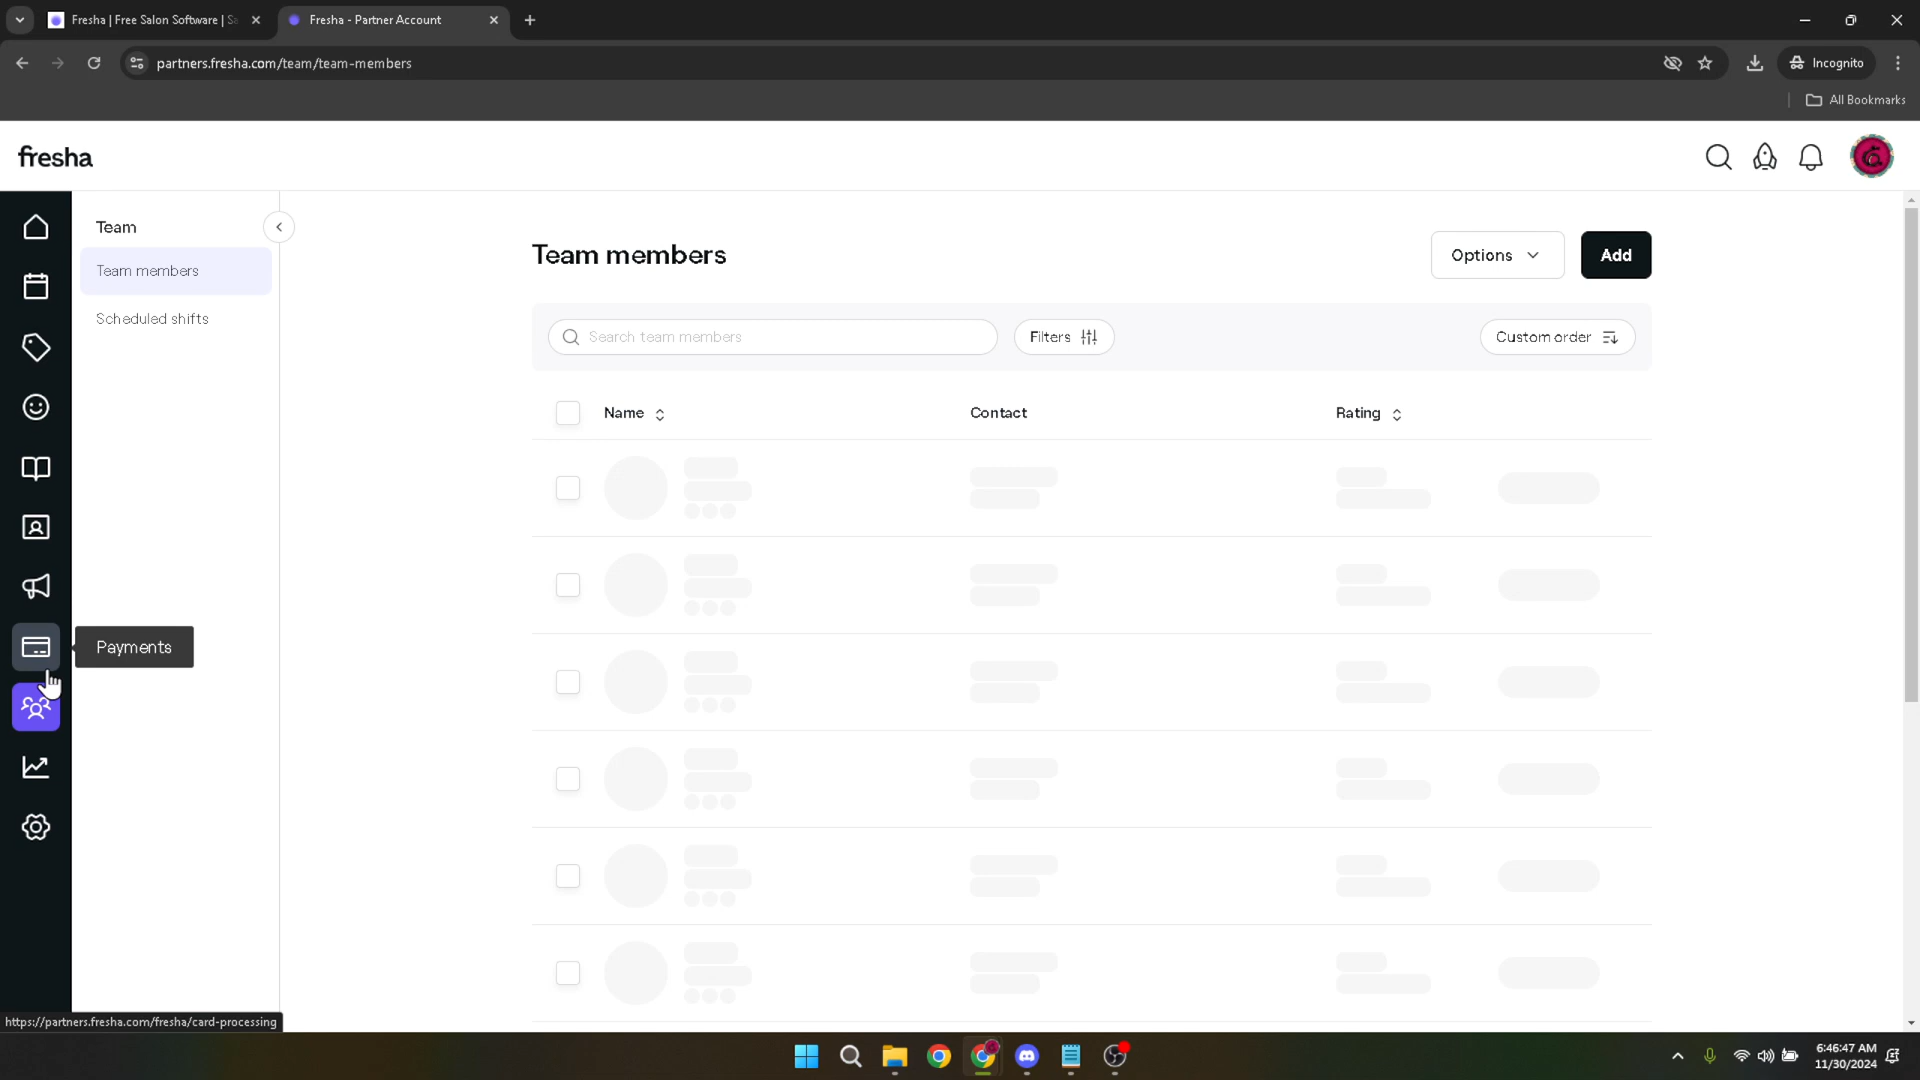 Fresha | Free Salon Software | Sa
Fresha - Partner Account
partners.fresha.com/team/team-members
Incognito
All Bookmarks
fresha
Team
Team members
Scheduled shifts
Payments
Team members
Options
Add
Search team members
Filters
Custom order
Name
Contact
Rating
https://partners.fresha.com/fresha/card-processing
6:46:47 AM
11/30/2024